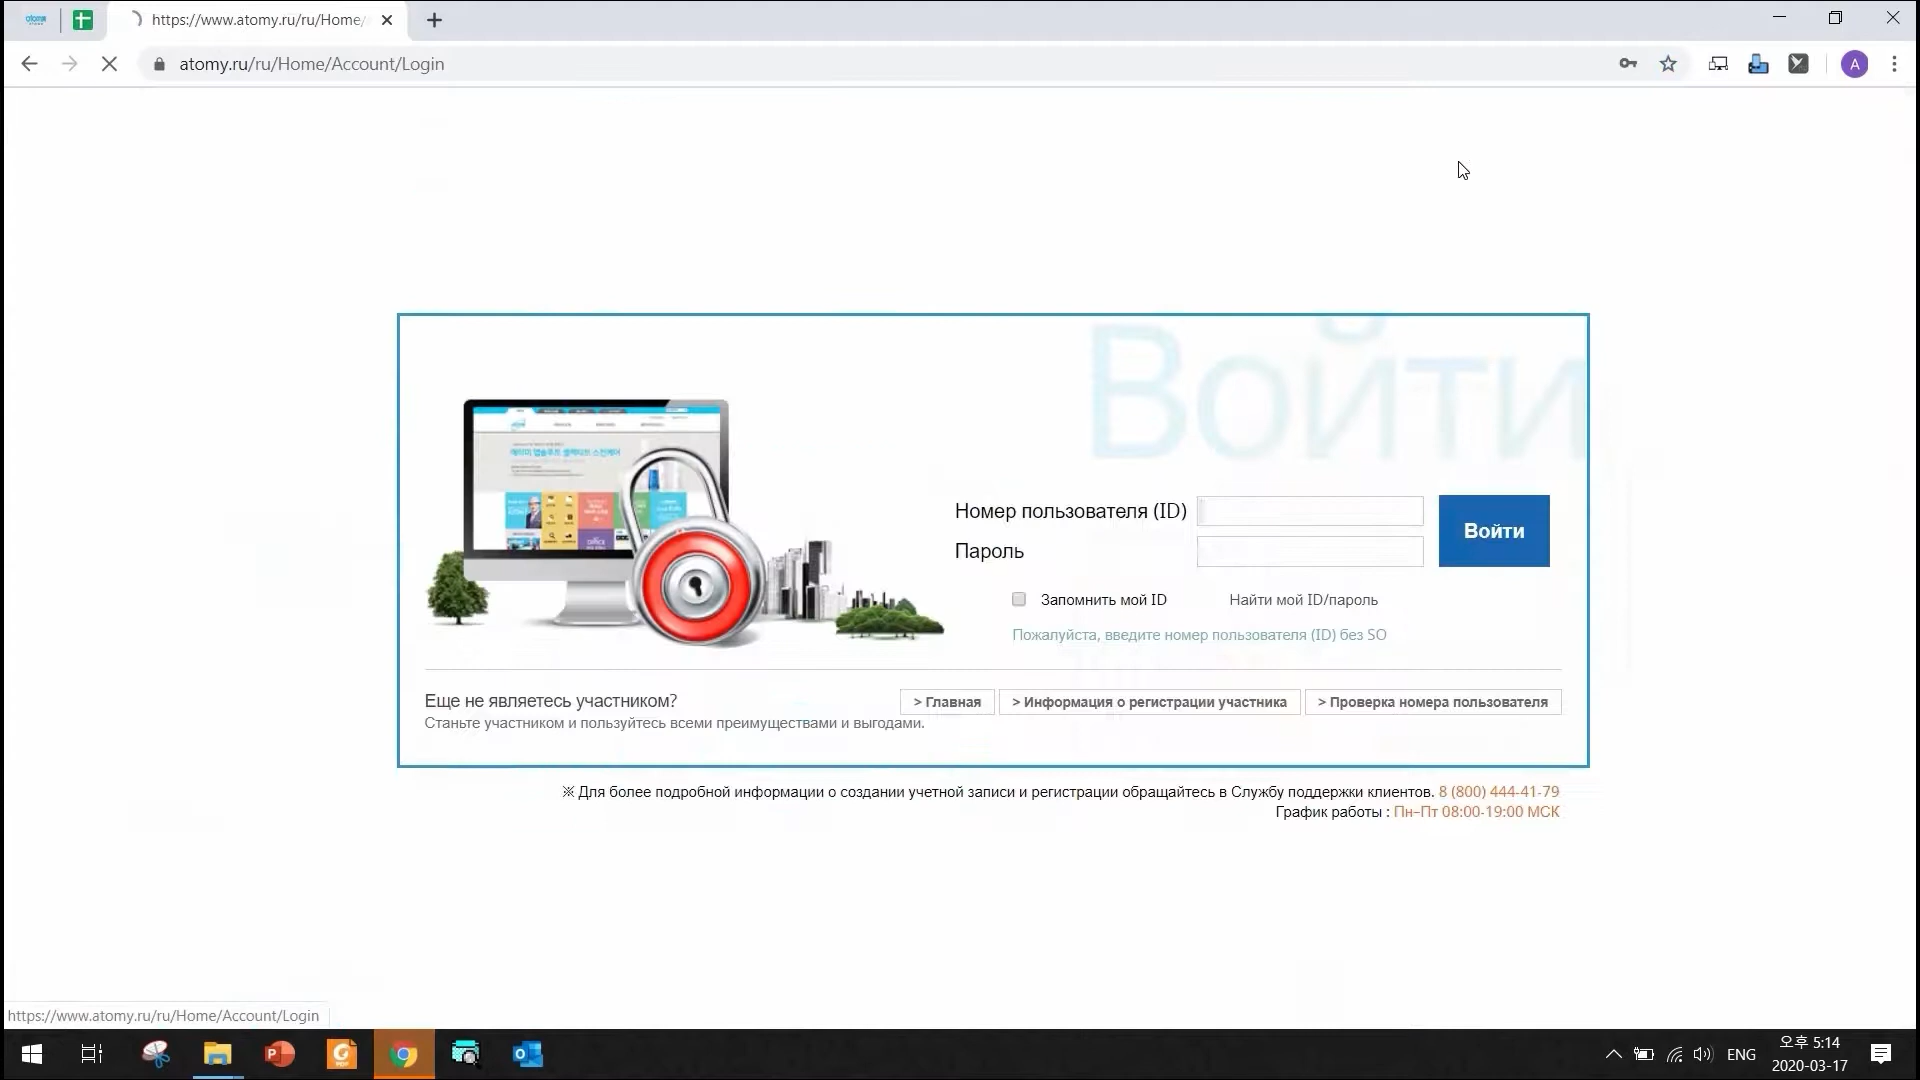 https://www.atomy.ru/ru/Home/
atomy.ru/ru/Home/Account/Login
A
Войти
Номер пользователя (ID)
Войти
Пароль
Запомнить мой ID
Найти мой ID/пароль
Пожалуйста, введите номер пользователя (ID) без SO
Еще не являетесь участником?
> Главная
> Информация о регистрации участника
> Проверка номера пользователя
Станьте участником и пользуйтесь всеми преимуществами и выгодами.
※ Для более подробной информации о создании учетной записи и регистрации обращайтесь в Службу поддержки клиентов. 8 (800) 444-41-79
График работы : Пн-Пт 08:00-19:00 МСК
https://www.atomy.ru/ru/Home/Account/Login
ENG
오후 5:14
2020-03-17